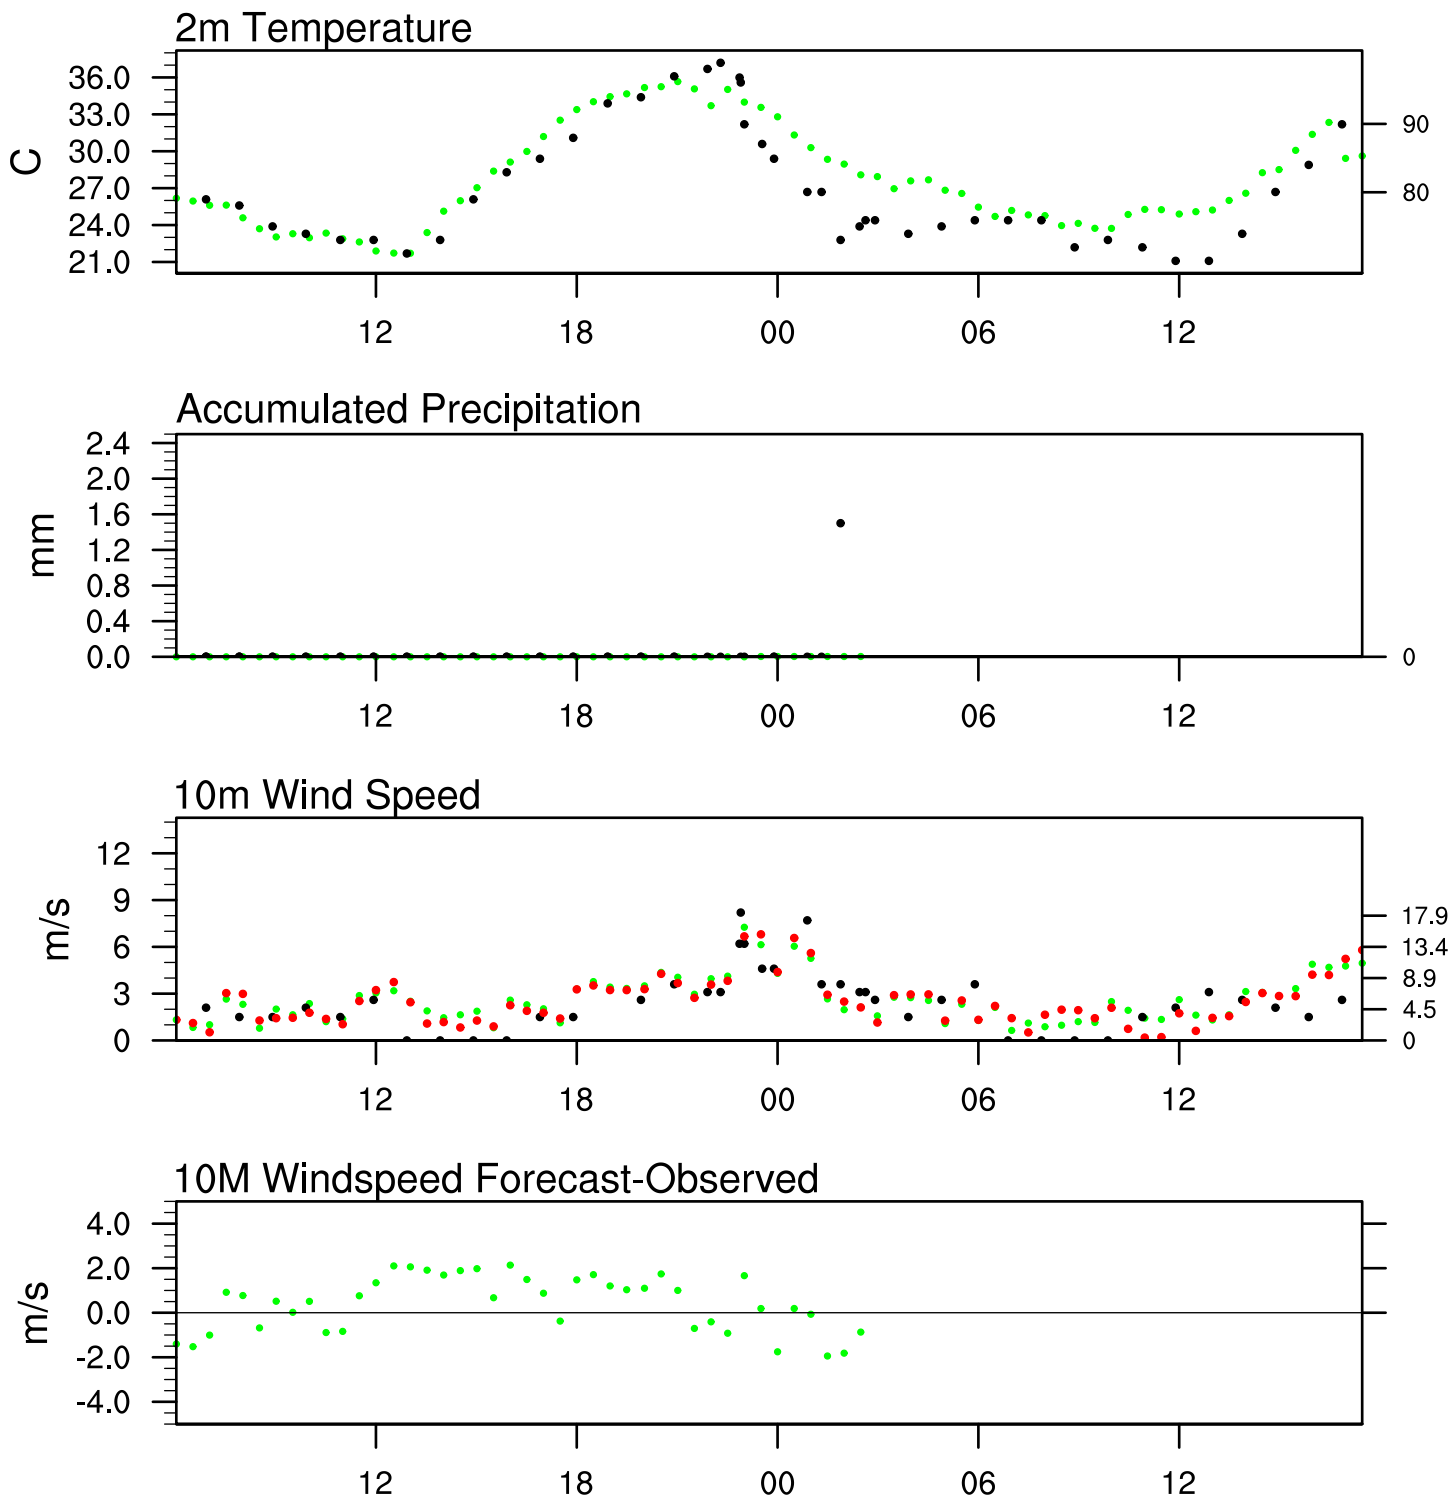 2m Temperature
36.0
33.0
30.0
27.0
24.0
21.0
C
90
80
12 18 00 06 12
Accumulated Precipitation
2.4
2.0
1.6
1.2
0.8
0.4
0.0
mm
0
12 18 00 06 12
10m Wind Speed
12
9
6
3
0
m/s
17.9
13.4
8.9
4.5
0
12 18 00 06 12
10M Windspeed Forecast-Observed
4.0
2.0
0.0
-2.0
-4.0
m/s
12 18 00 06 12